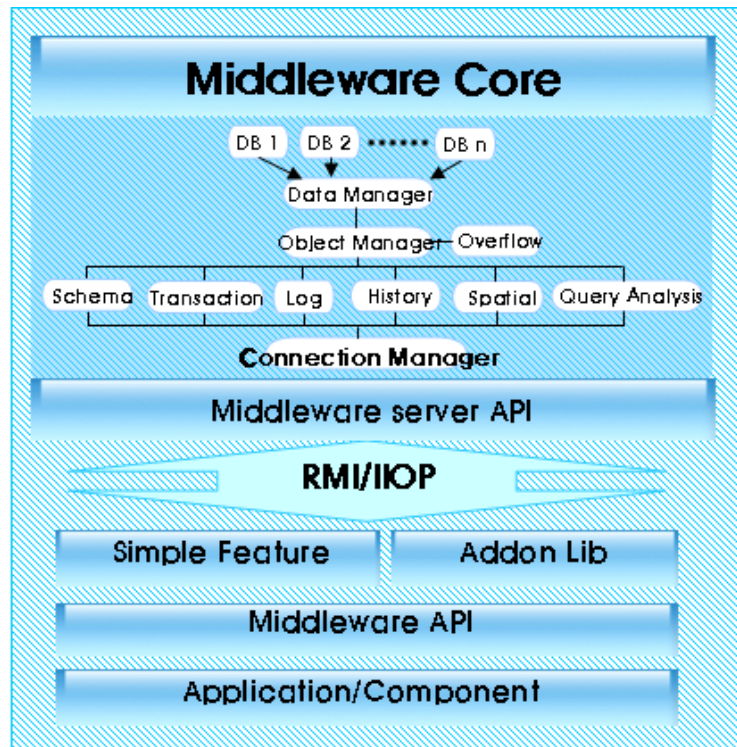 Middleware Core
DB 1 DB 2 ...... DB n
Data Manager
Object Manager Overflow
Schema Transaction Log History Spatial Query Analysis
Connection Manager
Middleware server API
RMI/IIOP
Simple Feature Addon Lib
Middleware API
Application/Component